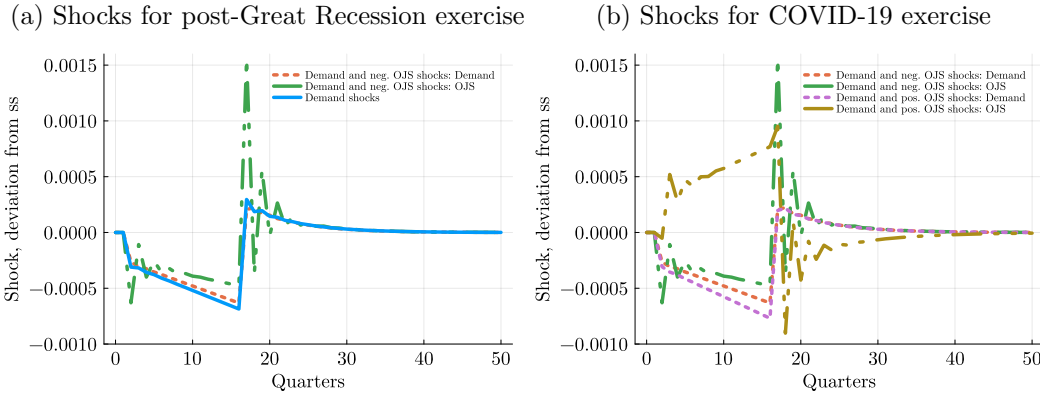 (a) Shocks for post-Great Recession exercise
Shock, deviation from ss
0.0015
0.0010
0.0005
0.0000
−0.0005
−0.0010
Demand and neg. OJS shocks: Demand
Demand and neg. OJS shocks: OJS
Demand shocks
0 10 20 30 40 50
Quarters
(b) Shocks for COVID-19 exercise
Shock, deviation from ss
0.0015
0.0010
0.0005
0.0000
−0.0005
−0.0010
Demand and neg. OJS shocks: Demand
Demand and neg. OJS shocks: OJS
Demand and pos. OJS shocks: Demand
Demand and pos. OJS shocks: OJS
0 10 20 30 40 50
Quarters